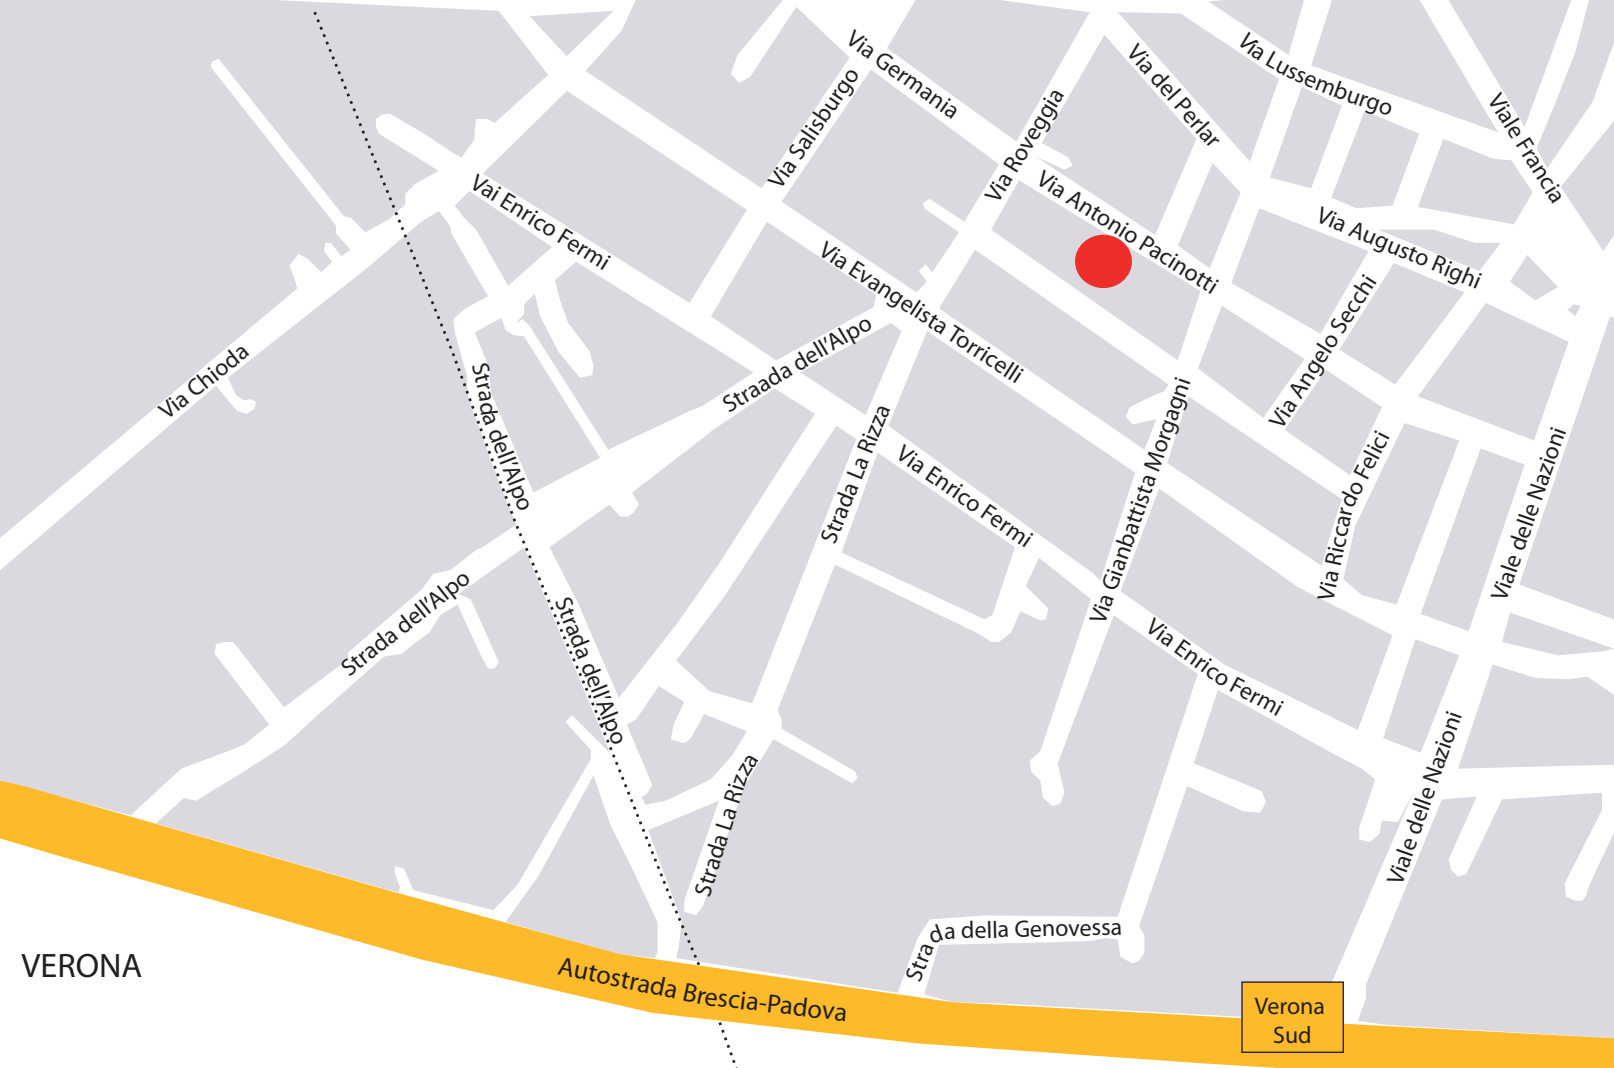 Via Germania
Via Lussemburgo
Via del Perlar
Viale Francia
Via Salisburgo
Via Roveggia
Vai Enrico Fermi
Via Antonio Pacinotti
Via Augusto Righi
Via Evangelista Torricelli
Via Angelo Secchi
Straada dell'Alpo
Via Chioda
Strada dell'Alpo
Strada La Rizza
Via Gianbattista Morgagni
Via Riccardo Felici
Viale delle Nazioni
Via Enrico Fermi
Strada dell'Alpo
Strada dell'Alpo
Via Enrico Fermi
Viale delle Nazioni
Strada La Rizza
Strada della Genovessa
VERONA
Autostrada Brescia-Padova
Verona
Sud